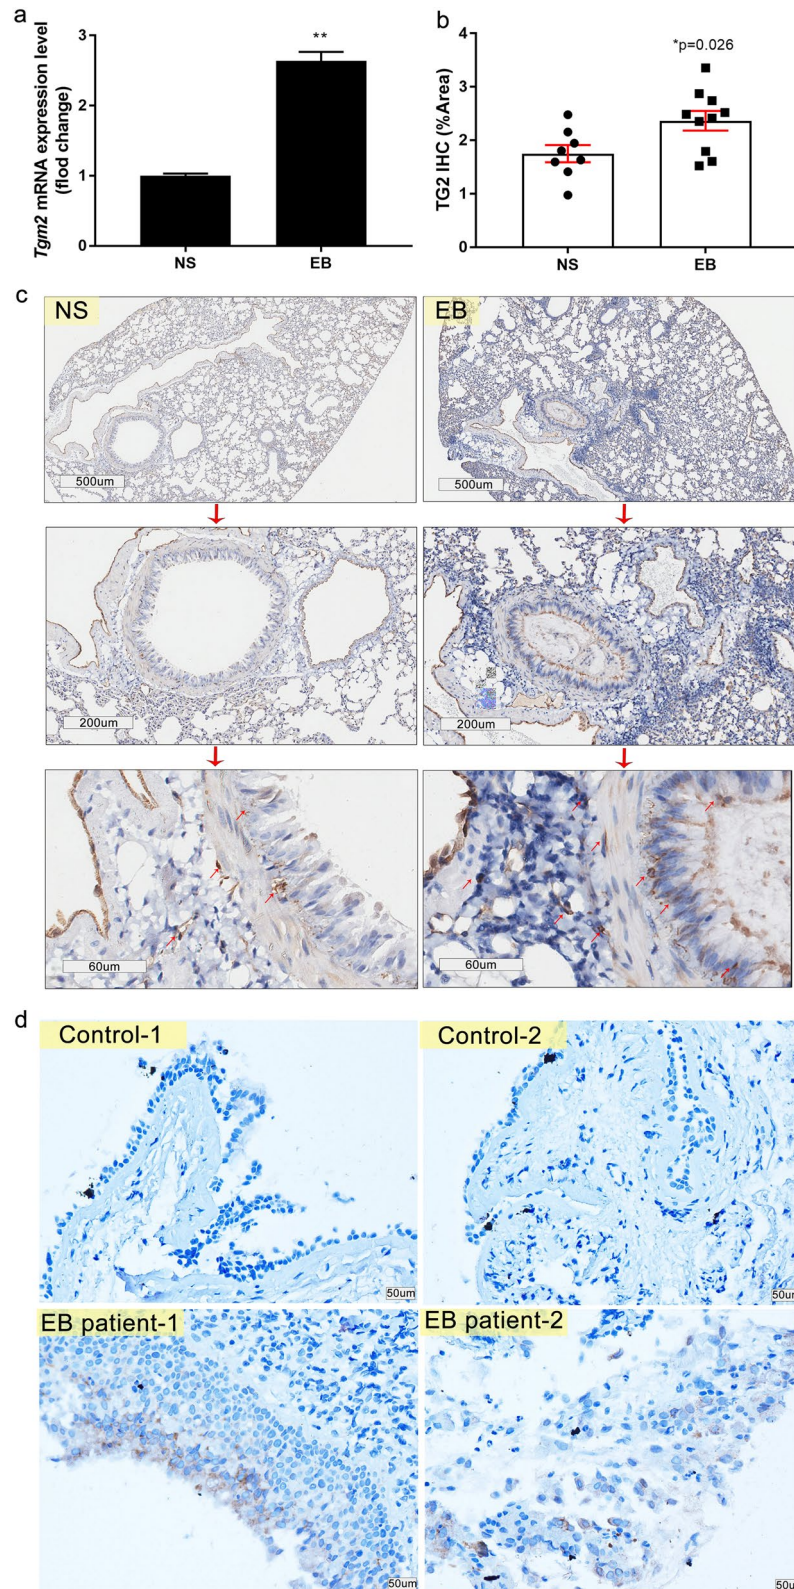 a
Tgm2 mRNA expression level
(flod change)
3
2
1
0
**
NS
EB
b
TG2 IHC (%Area)
4
3
2
1
0
*p=0.026
NS
EB
c
NS
EB
500um
500um
200um
200um
60um
60um
d
Control-1
Control-2
50um
50um
EB patient-1
EB patient-2
50um
50um